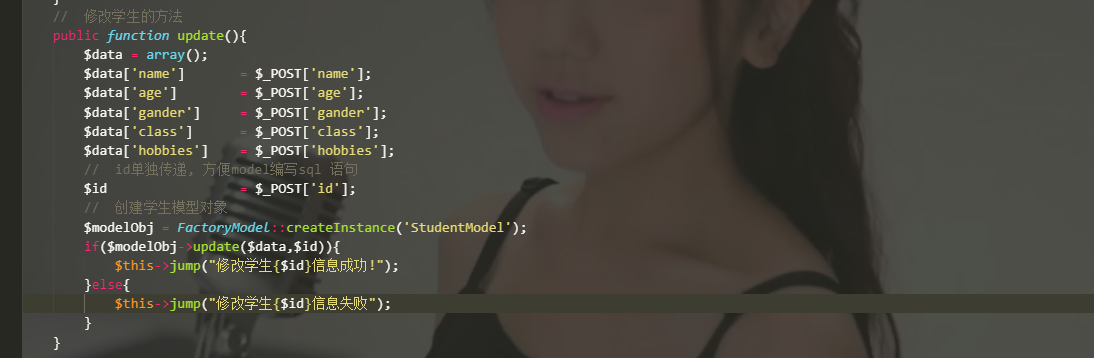 }
// 修改学生的方法
public function update(){
$data = array();
$data['name'] = $_POST['name'];
$data['age'] = $_POST['age'];
$data['gander'] = $_POST['gander'];
$data['class'] = $_POST['class'];
$data['hobbies'] = $_POST['hobbies'];
// id单独传递, 方便model编写sql 语句
$id = $_POST['id'];
// 创建学生模型对象
$modelObj = FactoryModel::createInstance('StudentModel');
if($modelObj->update($data,$id)){
$this->jump("修改学生{$id}信息成功!");
}else{
$this->jump("修改学生{$id}信息失败");
}
}